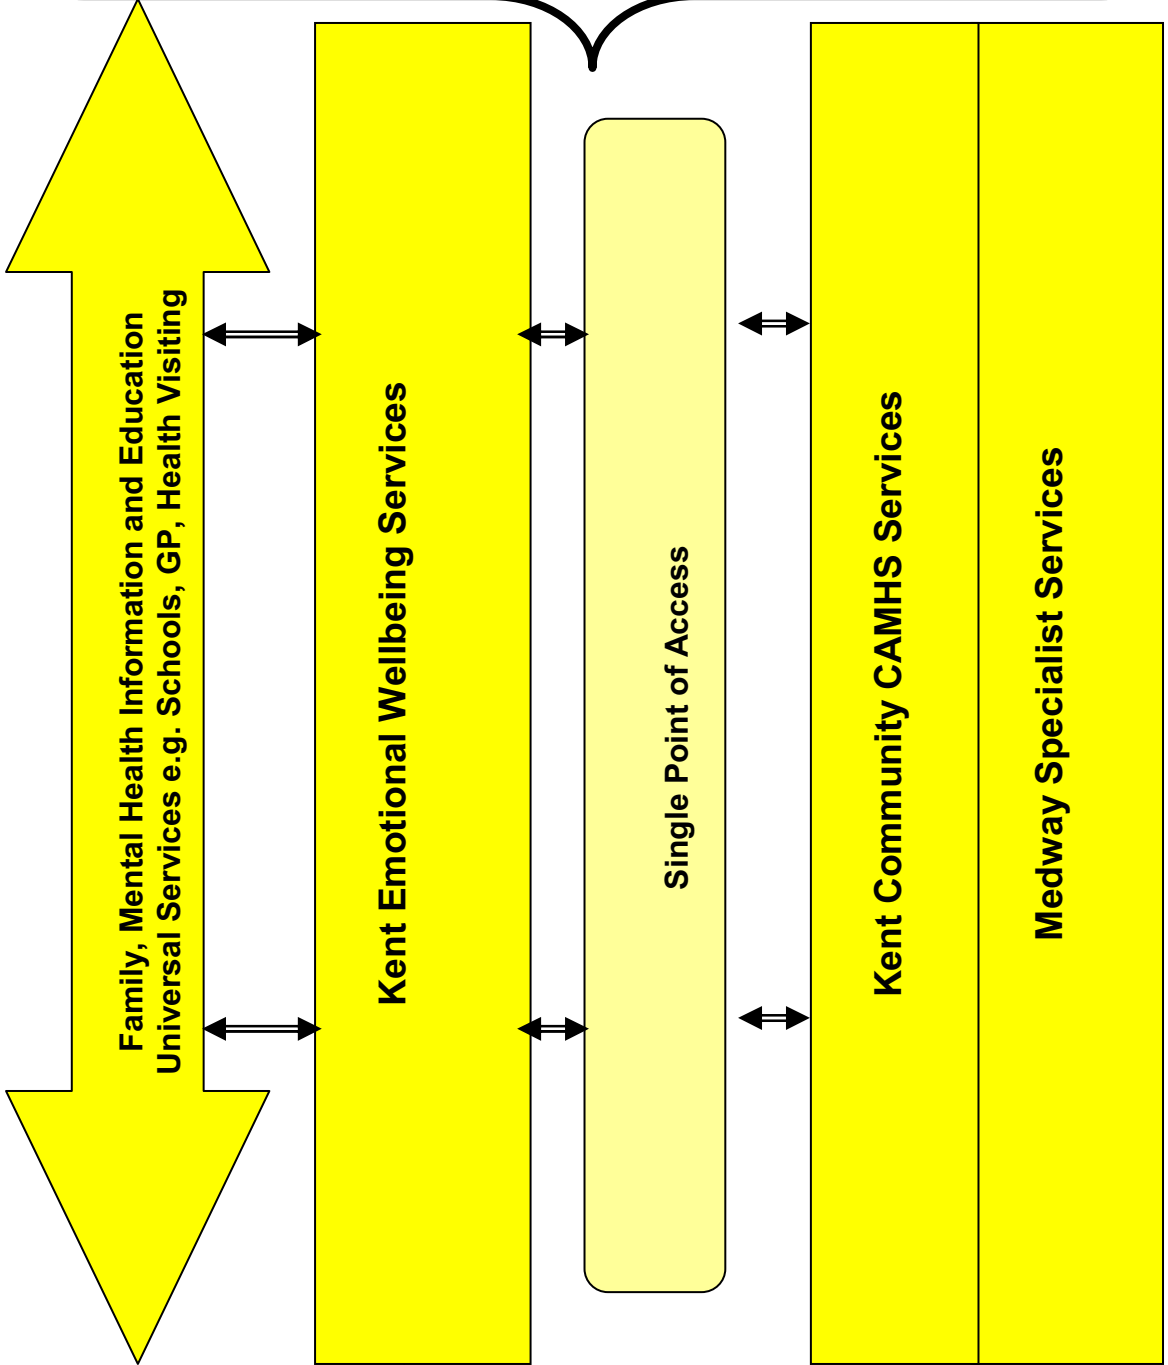 Family, Mental Health Information and Education
Universal Services e.g. Schools, GP, Health Visiting
Kent Emotional Wellbeing Services
Single Point of Access
Kent Community CAMHS Services
Medway Specialist Services